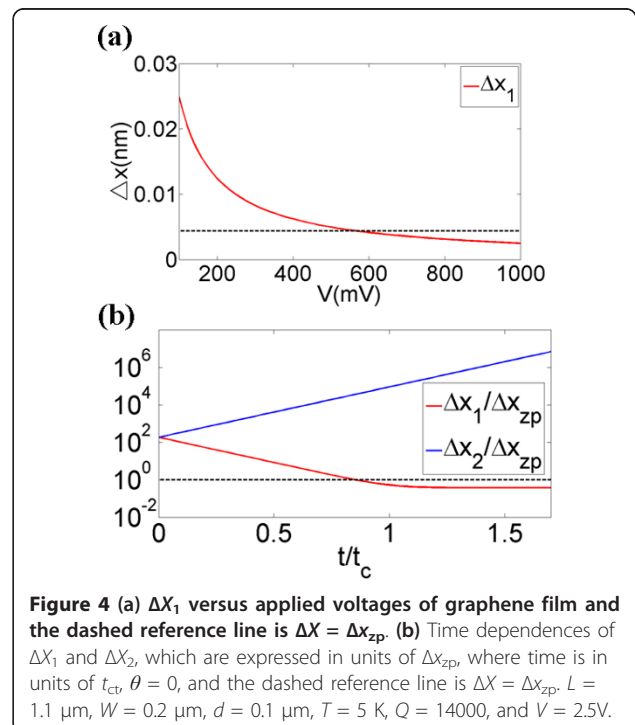 (a)
0.03
0.02
0.01
0
Δx(nm)
Δx₁
200 400 600 800 1000
V(mV)
(b)
10⁶
10⁴
10²
10⁰
10⁻²
Δx₁/Δx_zp
Δx₂/Δx_zp
0 0.5 1 1.5
t/t_c
Figure 4 (a) ΔX₁ versus applied voltages of graphene film and
the dashed reference line is ΔX = Δx_zp. (b) Time dependences of
ΔX₁ and ΔX₂, which are expressed in units of Δx_zp, where time is in
units of t_ct, θ = 0, and the dashed reference line is ΔX = Δx_zp. L =
1.1 μm, W = 0.2 μm, d = 0.1 μm, T = 5 K, Q = 14000, and V = 2.5V.